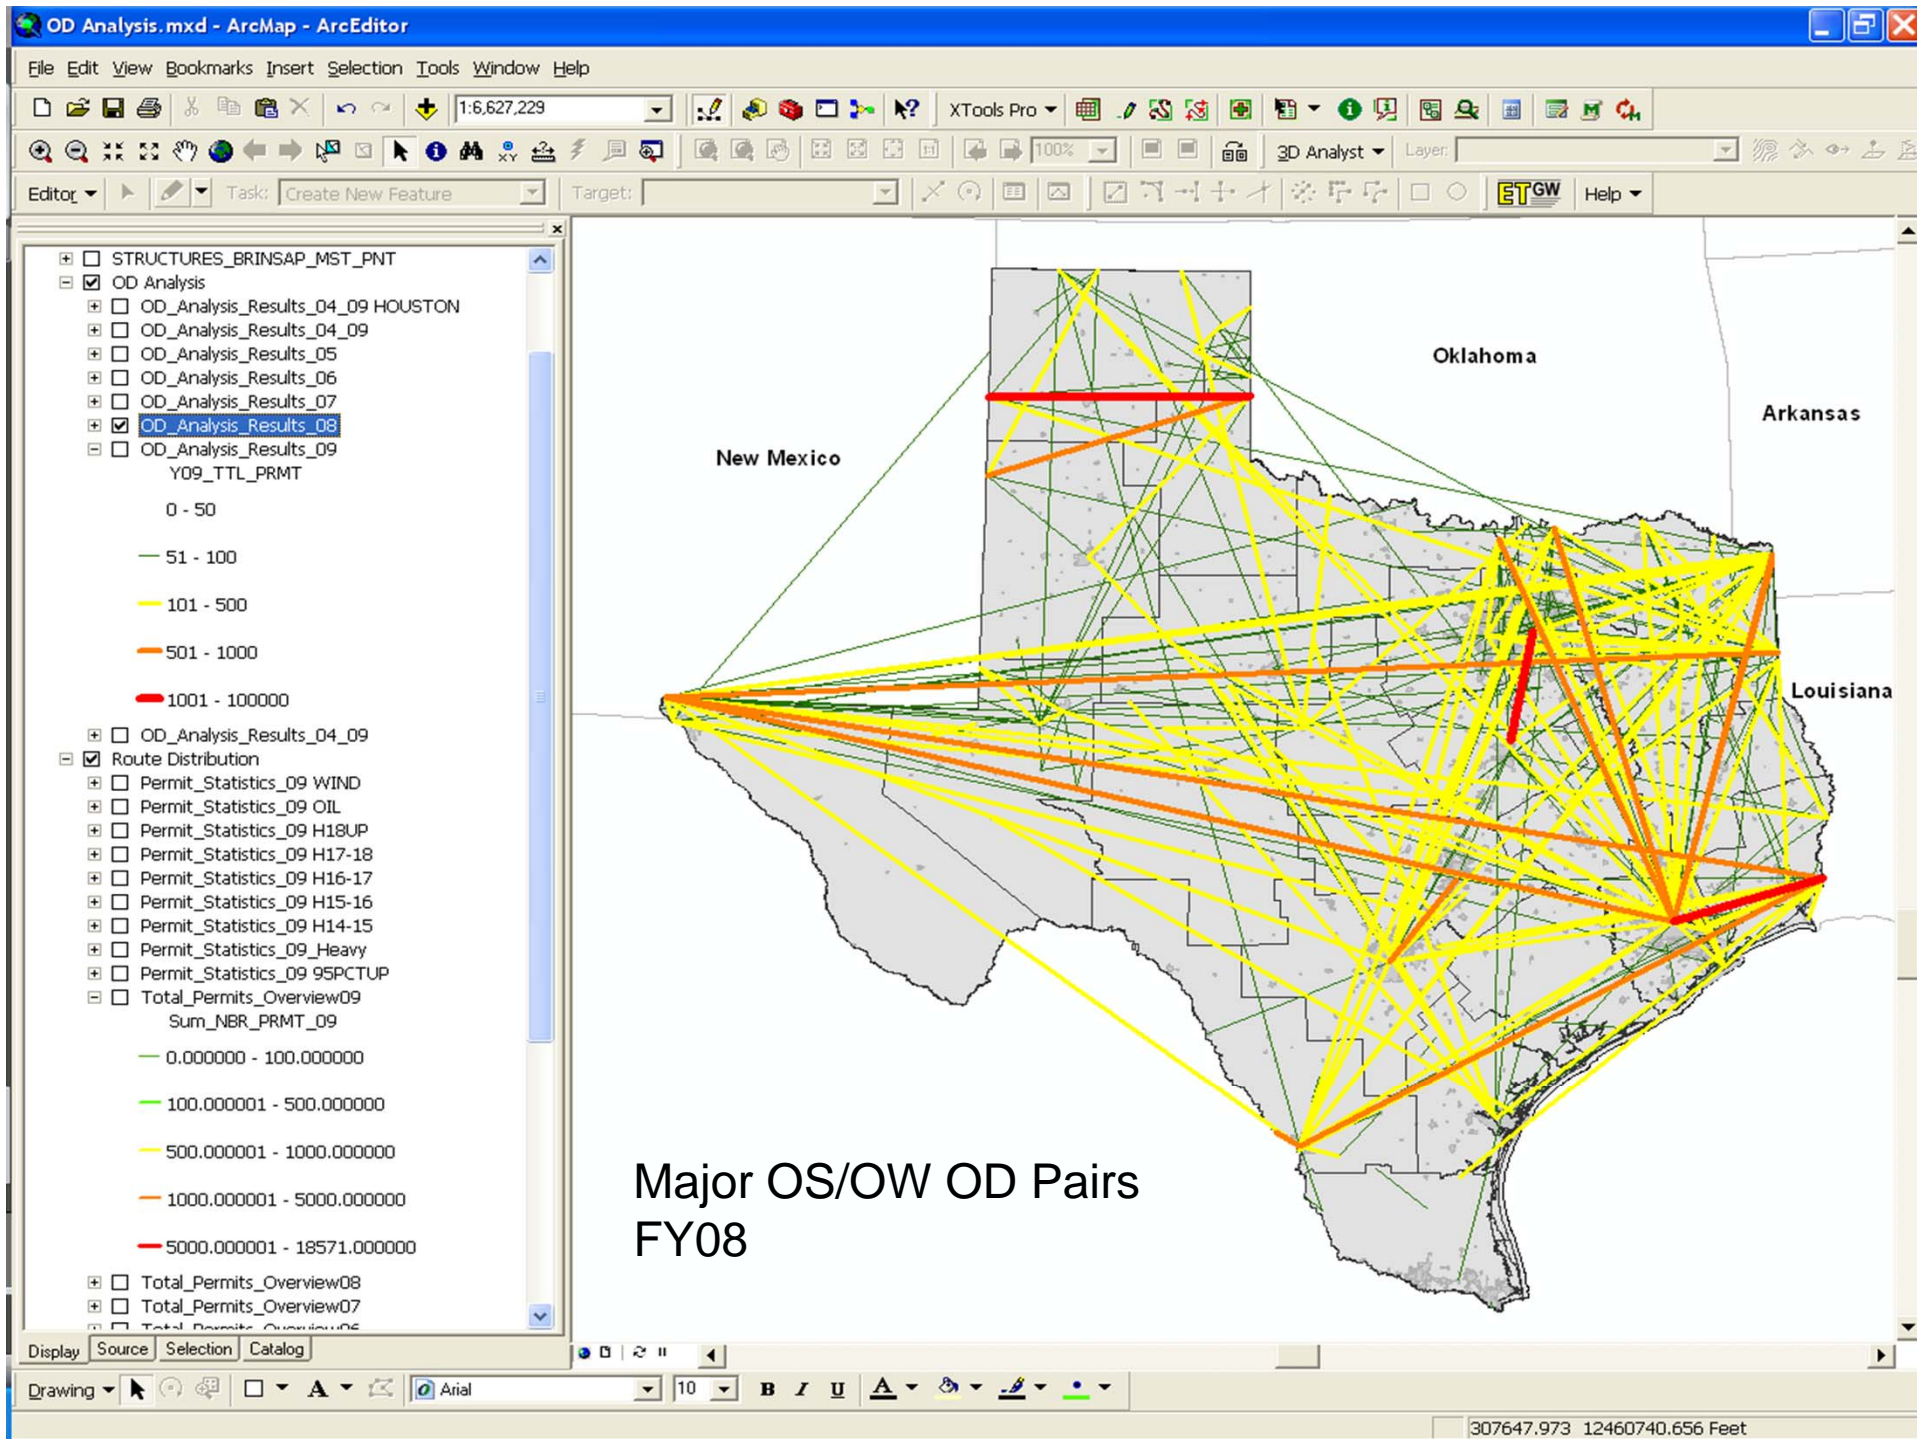 OD Analysis.mxd - ArcMap - ArcEditor
File Edit View Bookmarks Insert Selection Tools Window Help
1:6,627,229
XTools Pro
100%
3D Analyst
Layer:
Editor
Task:
Create New Feature
Target:
ET GW
Help
STRUCTURES_BRINSAP_MST_PNT
OD Analysis
OD_Analysis_Results_04_09 HOUSTON
OD_Analysis_Results_04_09
OD_Analysis_Results_05
OD_Analysis_Results_06
OD_Analysis_Results_07
OD_Analysis_Results_08
OD_Analysis_Results_09
Y09_TTL_PRMT
0 - 50
51 - 100
101 - 500
501 - 1000
1001 - 100000
OD_Analysis_Results_04_09
Route Distribution
Permit_Statistics_09 WIND
Permit_Statistics_09 OIL
Permit_Statistics_09 H18UP
Permit_Statistics_09 H17-18
Permit_Statistics_09 H16-17
Permit_Statistics_09 H15-16
Permit_Statistics_09 H14-15
Permit_Statistics_09_Heavy
Permit_Statistics_09 95PCTUP
Total_Permits_Overview09
Sum_NBR_PRMT_09
0.000000 - 100.000000
100.000001 - 500.000000
500.000001 - 1000.000000
1000.000001 - 5000.000000
5000.000001 - 18571.000000
Total_Permits_Overview08
Total_Permits_Overview07
Total_Permits_Overview06
Display Source Selection Catalog
Oklahoma
Arkansas
New Mexico
Louisiana
Major OS/OW OD Pairs
FY08
Drawing
A
Arial
10
B I U A
307647.973 12460740.656 Feet